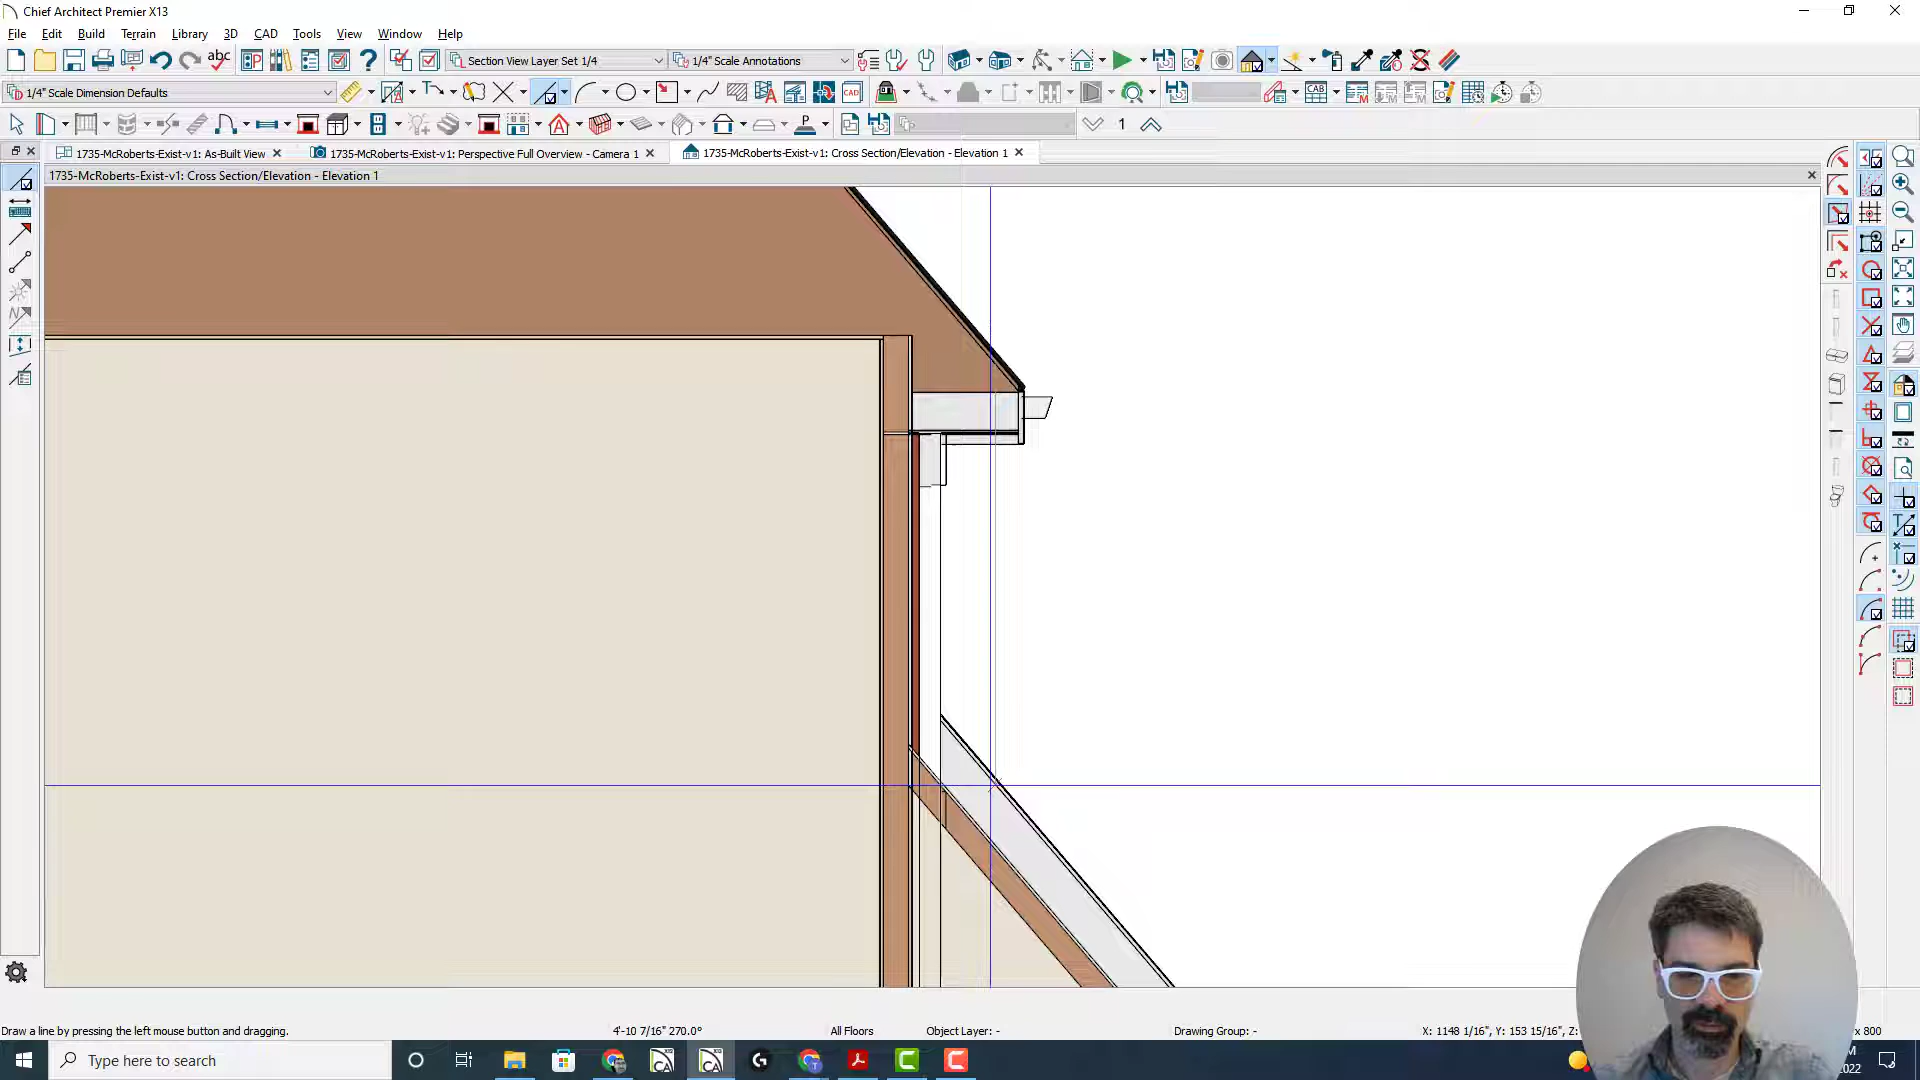 Chief Architect Premier X13
File Edit Build Terrain Library 3D CAD Tools View Window Help
Section View Layer Set 1/4 1/4" Scale Annotations
1/4" Scale Dimension Defaults
1
1735-McRoberts-Exist-v1: As-Built View 1735-McRoberts-Exist-v1: Perspective Full Overview - Camera 1 1735-McRoberts-Exist-v1: Cross Section/Elevation - Elevation 1
1735-McRoberts-Exist-v1: Cross Section/Elevation - Elevation 1
Draw a line by pressing the left mouse button and dragging. 4'-10 7/16" 270.0° All Floors Object Layer: - Drawing Group: - X: 1148 1/16", Y: 153 15/16", Z: x 800
Type here to search